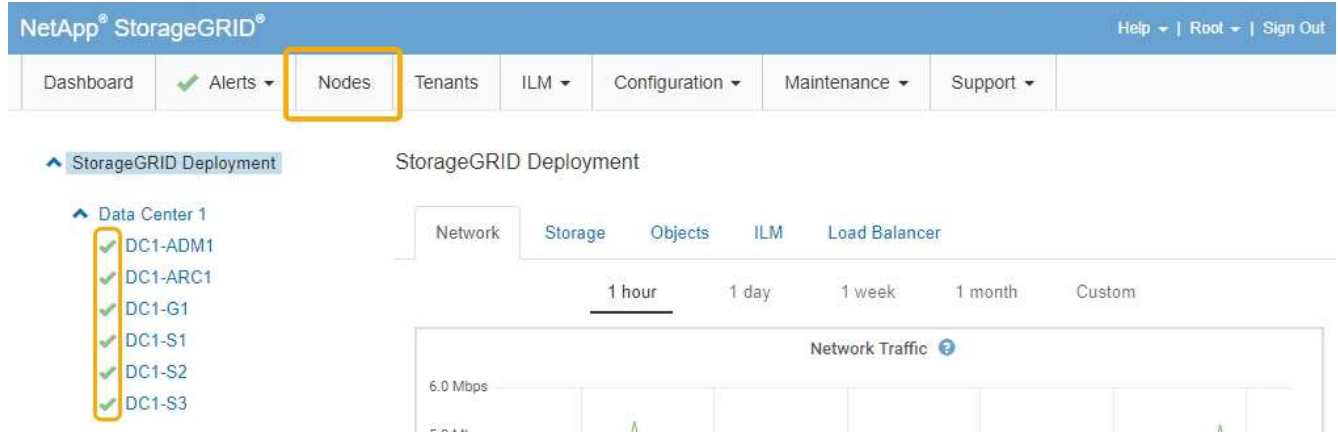 NetApp® StorageGRID®
Help | Root | Sign Out
Dashboard Alerts Nodes Tenants ILM Configuration Maintenance Support
StorageGRID Deployment
StorageGRID Deployment
Data Center 1
DC1-ADM1
DC1-ARC1
DC1-G1
DC1-S1
DC1-S2
DC1-S3
Network Storage Objects ILM Load Balancer
1 hour 1 day 1 week 1 month Custom
Network Traffic ?
6.0 Mbps